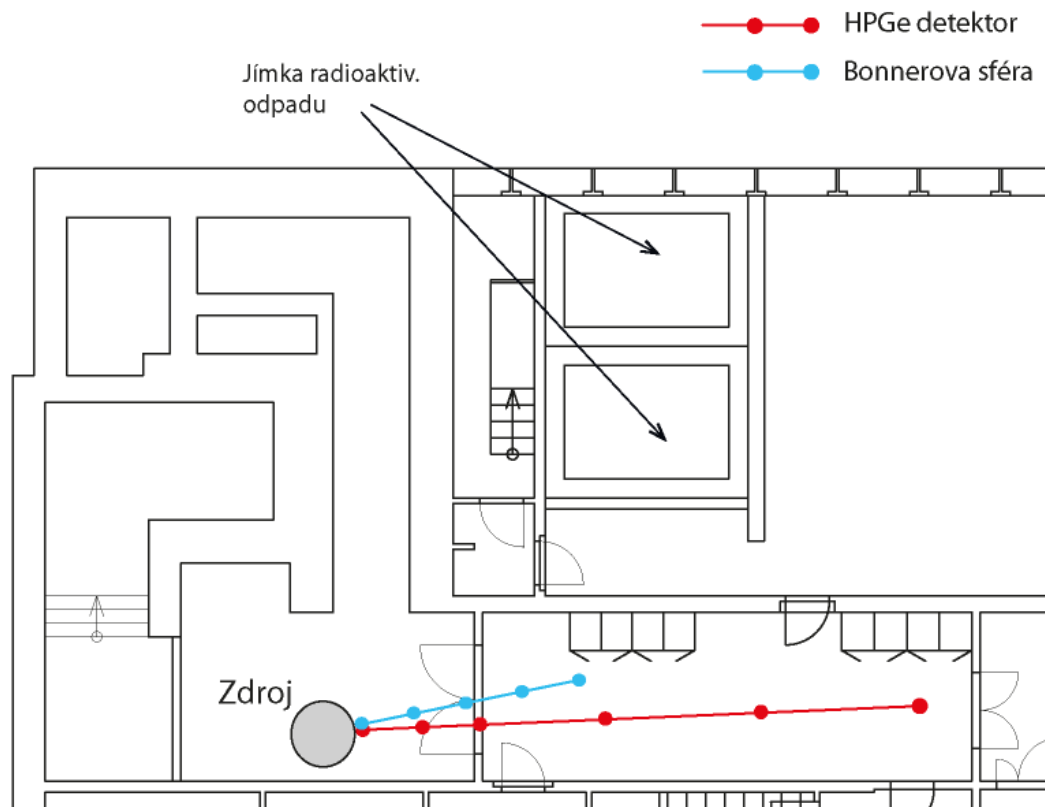 HPGe detektor
Bonnerova sféra
Jímka radioaktiv.
odpadu
Zdroj